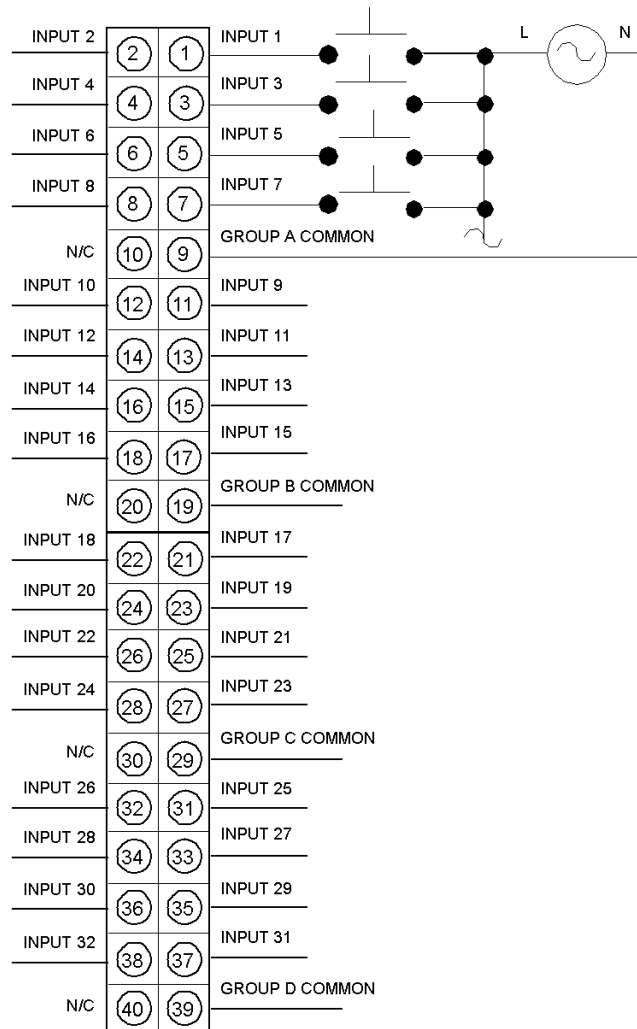 INPUT 2 2 1 INPUT 1 L N
INPUT 4 4 3 INPUT 3
INPUT 6 6 5 INPUT 5
INPUT 8 8 7 INPUT 7
N/C 10 9 GROUP A COMMON
INPUT 10 12 11 INPUT 9
INPUT 12 14 13 INPUT 11
INPUT 14 16 15 INPUT 13
INPUT 16 18 17 INPUT 15
N/C 20 19 GROUP B COMMON
INPUT 18 22 21 INPUT 17
INPUT 20 24 23 INPUT 19
INPUT 22 26 25 INPUT 21
INPUT 24 28 27 INPUT 23
N/C 30 29 GROUP C COMMON
INPUT 26 32 31 INPUT 25
INPUT 28 34 33 INPUT 27
INPUT 30 36 35 INPUT 29
INPUT 32 38 37 INPUT 31
N/C 40 39 GROUP D COMMON